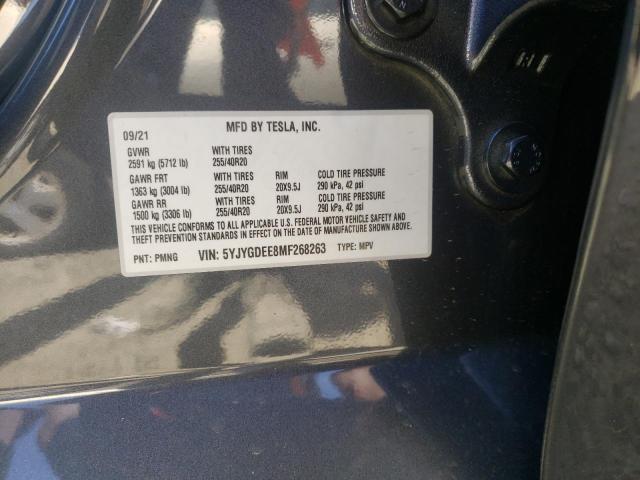 09/21 MFD BY TESLA, INC.
GVWR WITH TIRES
2591 kg (5712 lb) 255/40R20
GAWR FRT WITH TIRES RIM COLD TIRE PRESSURE
1363 kg (3004 lb) 255/40R20 20X9.5J 290 kPa, 42 psi
GAWR RR WITH TIRES RIM COLD TIRE PRESSURE
1500 kg (3306 lb) 255/40R20 20X9.5J 290 kPa, 42 psi
THIS VEHICLE CONFORMS TO ALL APPLICABLE U.S. FEDERAL MOTOR VEHICLE SAFETY AND
THEFT PREVENTION STANDARDS IN EFFECT ON THE DATE OF MANUFACTURE SHOWN ABOVE.
PNT: PMNG VIN: 5YJYGDEE8MF268263 TYPE: MPV